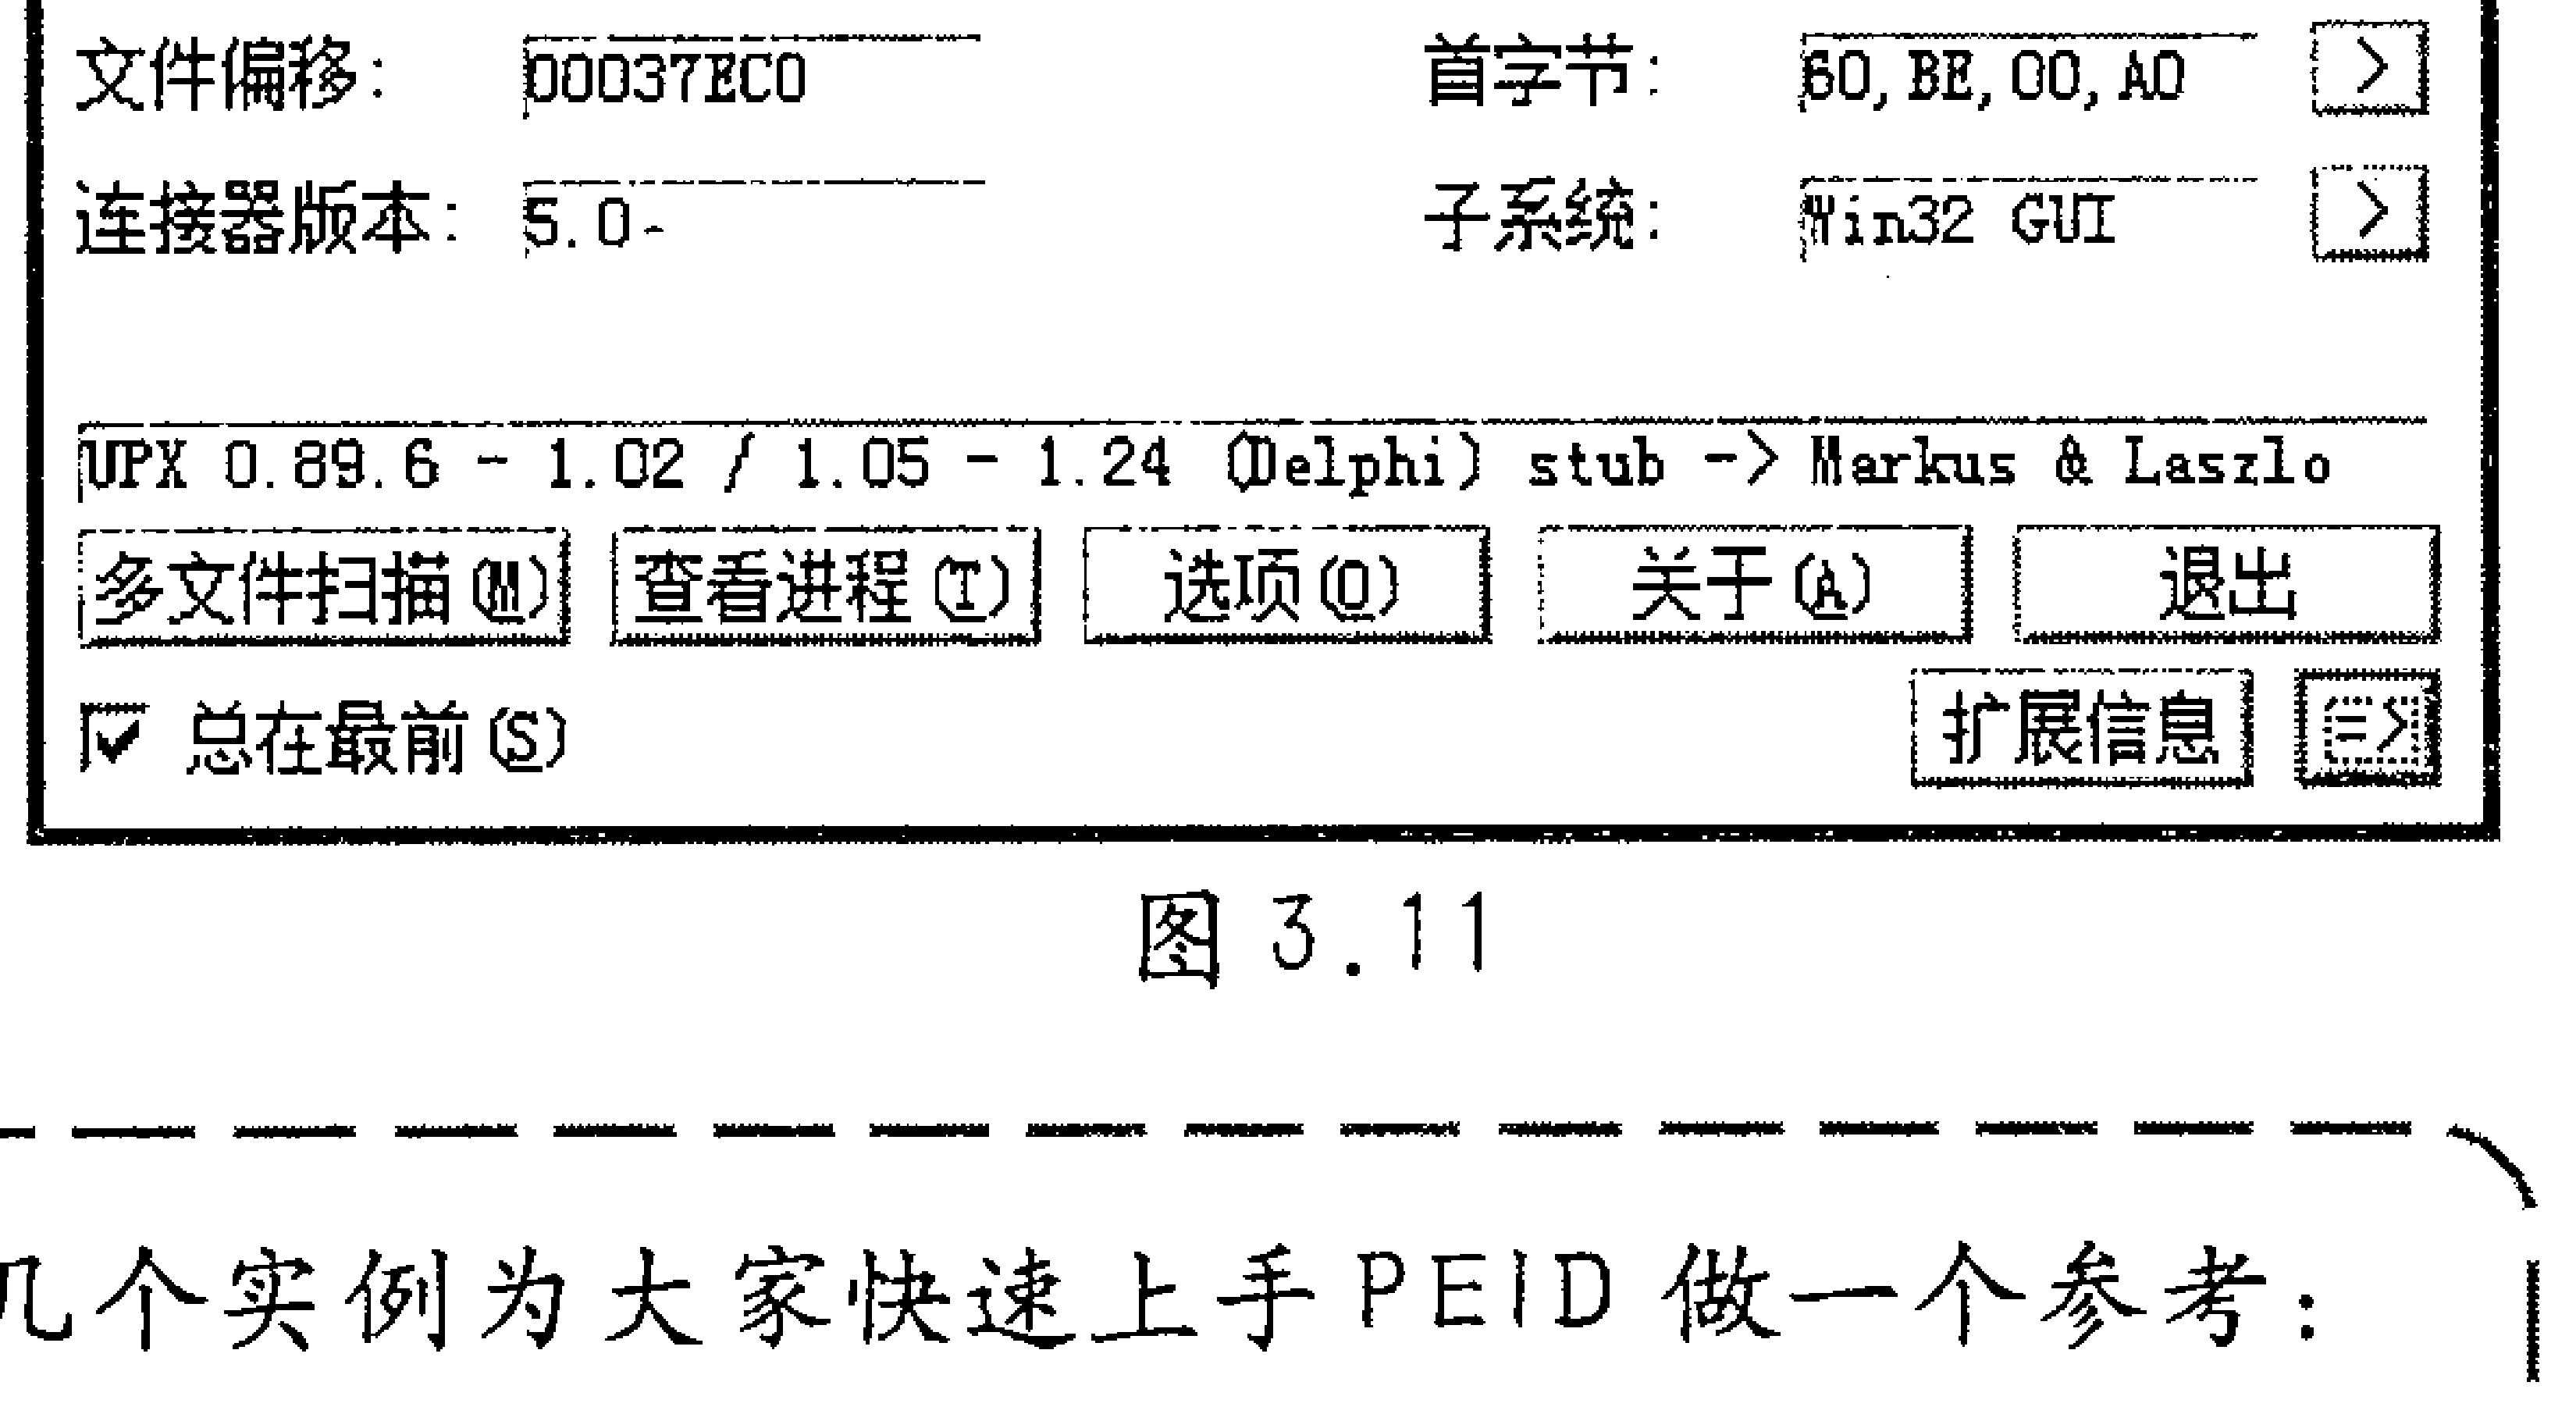 文件偏移: 00037EC0 首字节: 60,BE,00,A0 >
连接器版本: 5.0 子系统: Win32 GUI >
UPX 0.89.6 - 1.02 / 1.05 - 1.24 (Delphi) stub -> Markus & Laszlo
多文件扫描(M) 查看进程(T) 选项(O) 关于(A) 退出
总在最前(S) 扩展信息 =>
图 3.11
几个实例为大家快速上手PEID做一个参考: